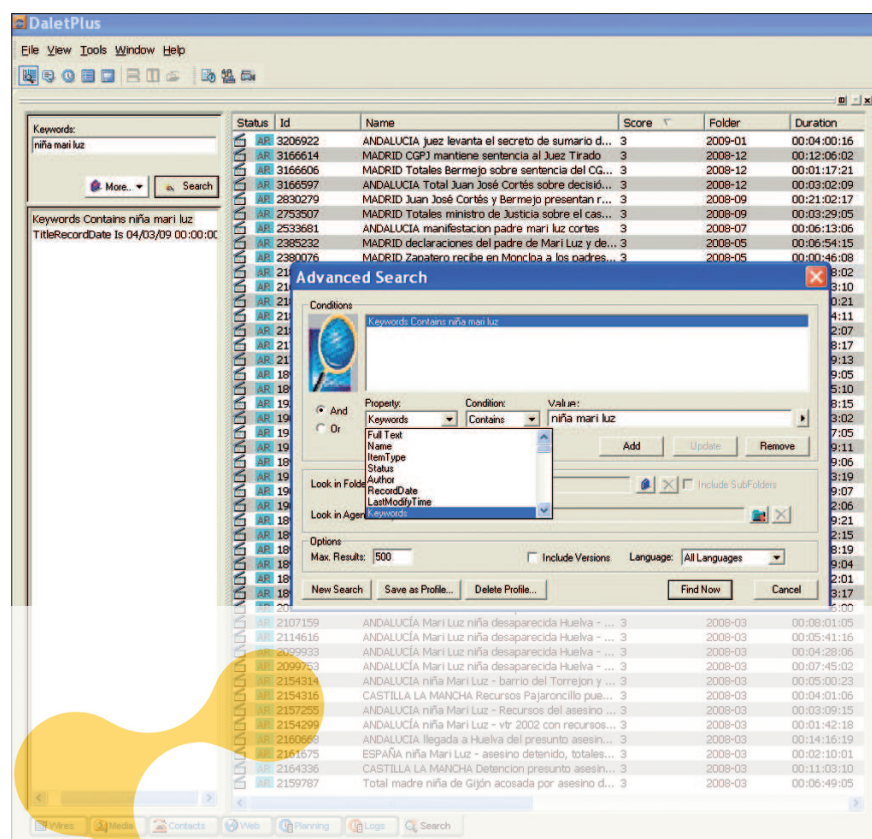 DaletPlus
File View Tools Window Help
Keywords:
niña mari luz
More.. Search
Keywords Contains niña mari luz
TitleRecordDate Is 04/03/09 00:00:00
Status Id Name Score Folder Duration
AR 3206922 ANDALUCIA juez levanta el secreto de sumario d... 3 2009-01 00:04:00:16
AR 3166614 MADRID CGPJ mantiene sentencia al Juez Tirado 3 2008-12 00:12:06:02
AR 3166606 MADRID Totales Bermejo sobre sentencia del CG... 3 2008-12 00:01:17:21
AR 3166597 ANDALUCIA Total Juan José Cortés sobre decisió... 3 2008-12 00:03:02:09
AR 2830279 MADRID Juan José Cortés y Bermejo presentan r... 3 2008-09 00:21:02:17
AR 2753507 MADRID Totales ministro de Justicia sobre el cas... 3 2008-09 00:03:29:05
AR 2533681 ANDALUCIA manifestacion padre mari luz cortes 3 2008-07 00:06:13:06
AR 2385232 MADRID declaraciones del padre de Mari Luz y de... 3 2008-05 00:06:54:15
AR 2380076 MADRID Zapatero recibe en Moncloa a los padres... 3 2008-05 00:00:46:08
Advanced Search
Conditions
Keywords Contains niña mari luz
And
Or
Property: Condition: Value:
Keywords Contains niña mari luz
Full Text
Name
ItemType
Status
Author
RecordDate
LastModifyTime
Keywords
Add Update Remove
Look in Folde
Include SubFolders
Look in Agen
Options
Max. Results: 500 Include Versions Language: All Languages
New Search Save as Profile... Delete Profile... Find Now Cancel
AR 2107159 ANDALUCÍA Mari Luz niña desaparecida Huelva - ... 3 2008-03 00:08:01:05
AR 2114616 ANDALUCÍA Mari Luz niña desaparecida Huelva - ... 3 2008-03 00:05:41:16
AR 2099933 ANDALUCÍA Mari Luz niña desaparecida Huelva - ... 3 2008-03 00:04:28:06
AR 2099753 ANDALUCÍA Mari Luz niña desaparecida Huelva - ... 3 2008-03 00:07:45:02
AR 2154314 ANDALUCIA niña Mari Luz - barrio del Torrejon y ... 3 2008-03 00:05:00:23
AR 2154316 CASTILLA LA MANCHA Recursos Pajaroncillo pue... 3 2008-03 00:04:01:06
AR 2157255 ANDALUCIA niña Mari Luz - Recursos del asesino ... 3 2008-03 00:03:09:15
AR 2154299 ANDALUCÍA niña Mari Luz - vtr 2002 con recursos... 3 2008-03 00:01:42:18
AR ANDALUCIA llegada a Huelva del presunto asesin... 3 2008-03 00:14:16:19
AR 2161675 ESPAÑA niña Mari Luz - asesino detenido, totales... 3 2008-03 00:02:10:01
AR 2164336 CASTILLA LA MANCHA Detencion presunto asesin... 3 2008-03 00:11:03:10
AR 2159787 Total madre niña de Gijón acosada por asesino d... 3 2008-03 00:06:49:05
Wires Media Contacts Web Planning Logs Search